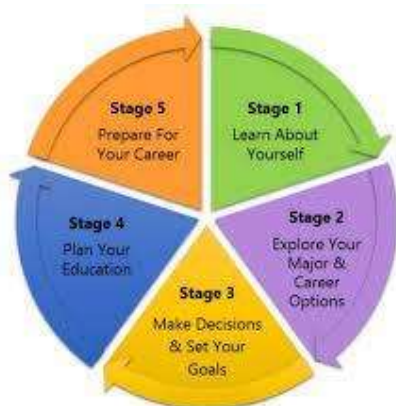 Stage 1
Learn About
Yourself
Stage 2
Explore Your
Major &
Career
Options
Stage 3
Make Decisions
& Set Your
Goals
Stage 4
Plan Your
Education
Stage 5
Prepare For
Your Career